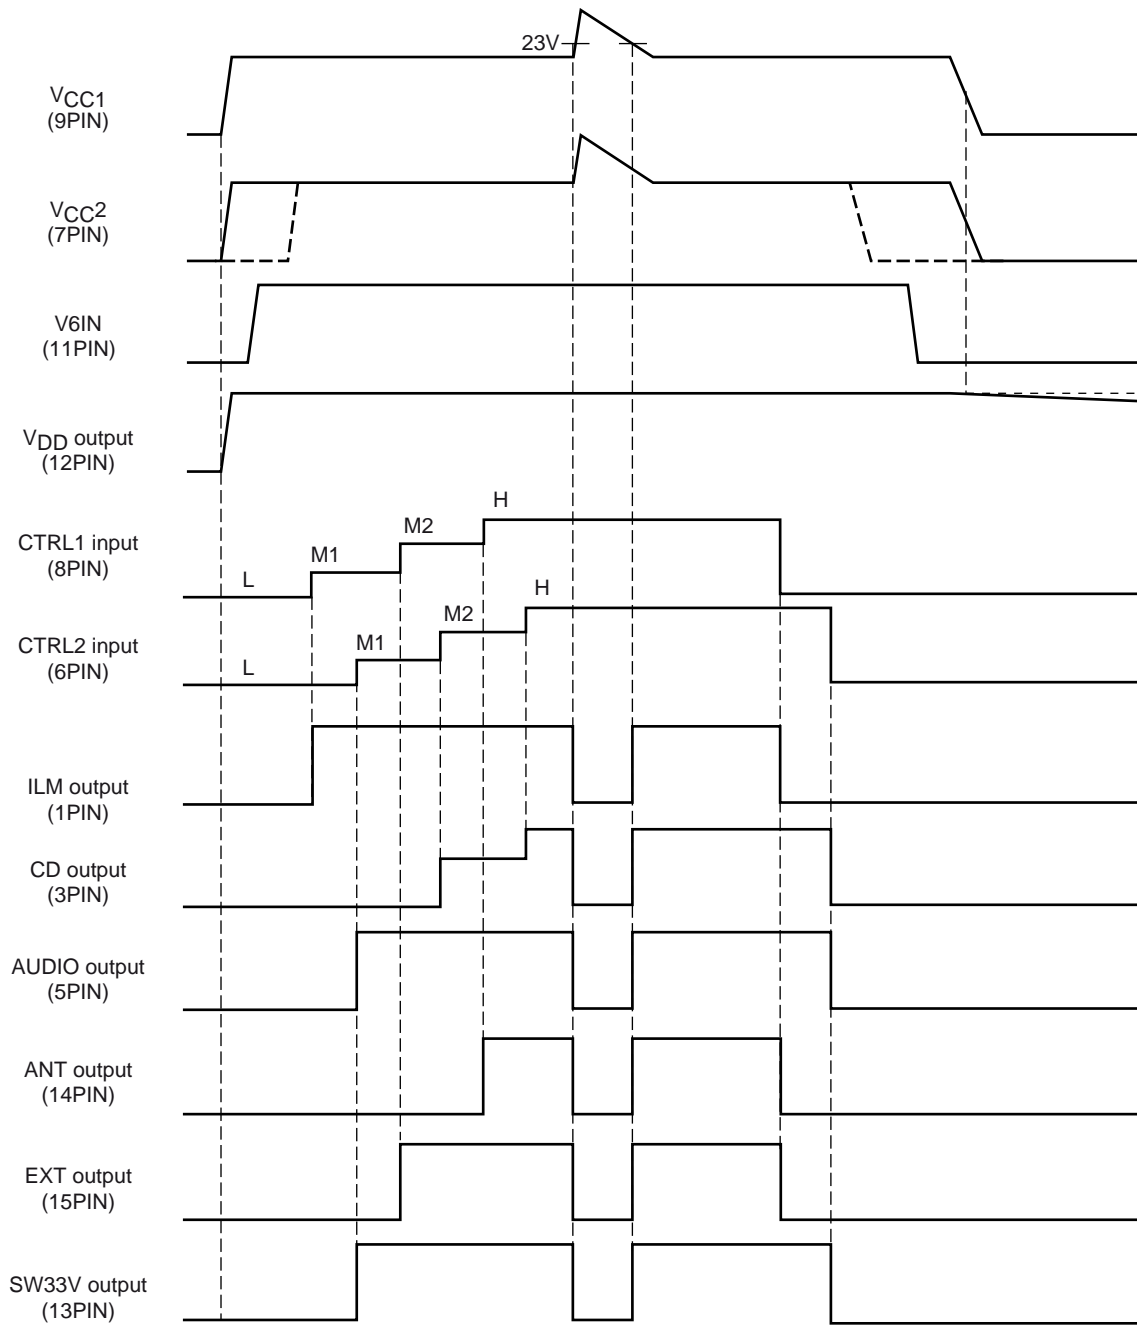 23V
VCC1
(9PIN)
VCC2
(7PIN)
V6IN
(11PIN)
VDD output
(12PIN)
H
M2
CTRL1 input
(8PIN)
M1
L
H
M2
CTRL2 input
(6PIN)
M1
L
ILM output
(1PIN)
CD output
(3PIN)
AUDIO output
(5PIN)
ANT output
(14PIN)
EXT output
(15PIN)
SW33V output
(13PIN)